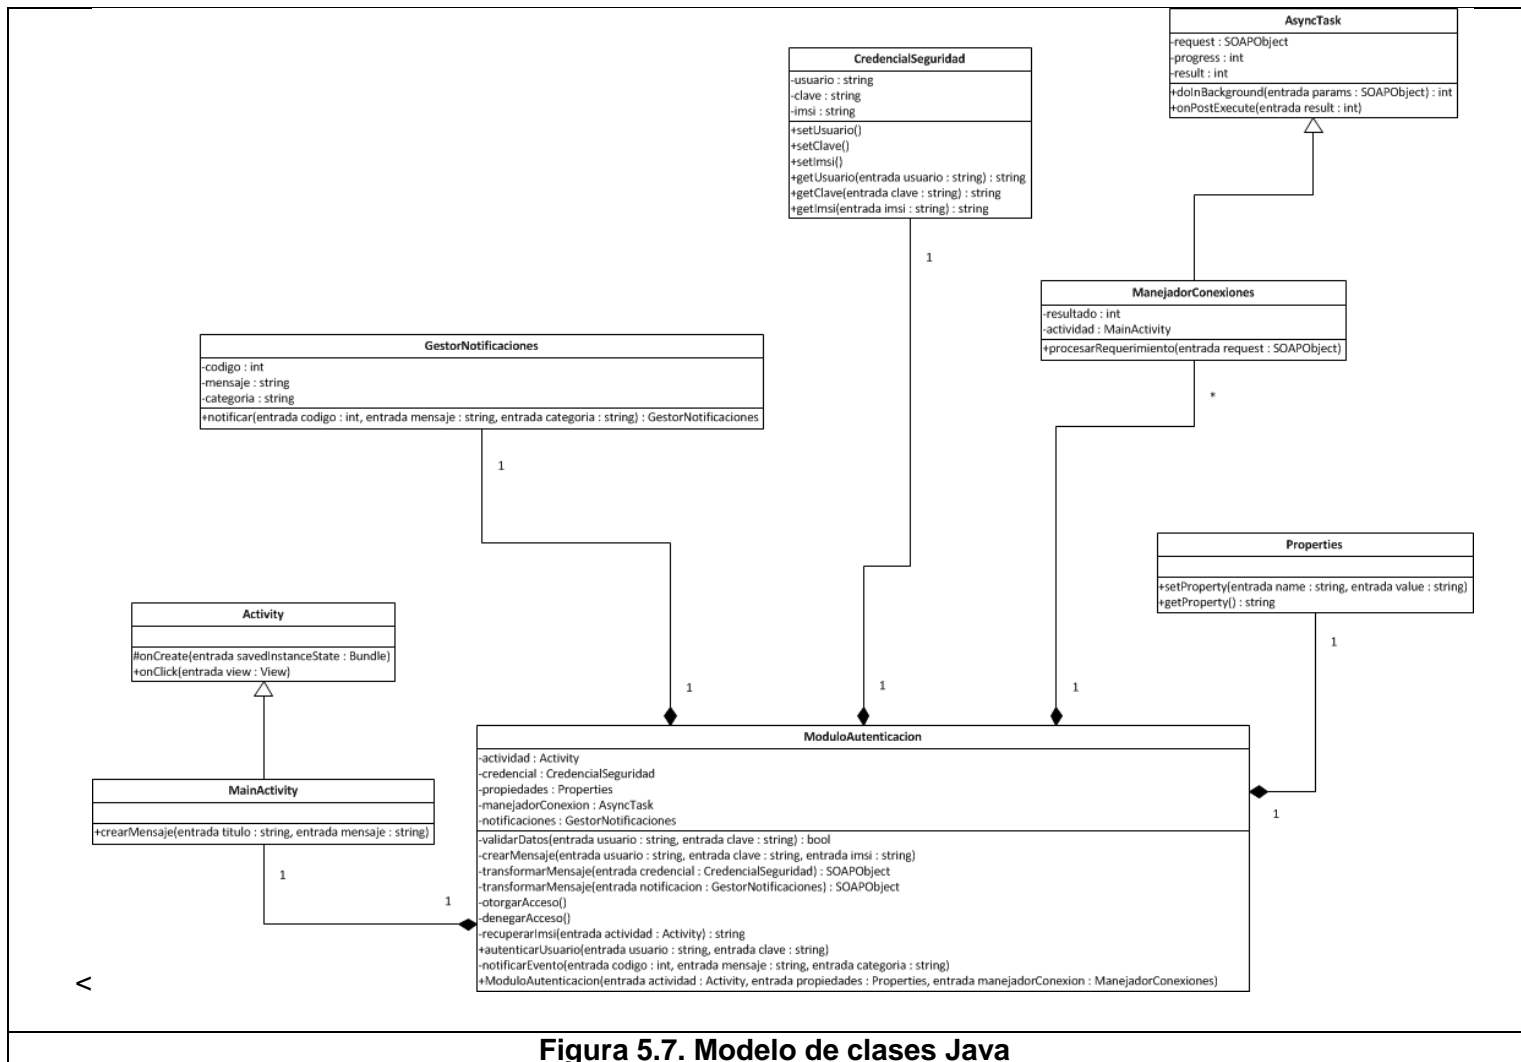 AsyncTask
-request : SOAPObject
-progress : int
-result : int
+doInBackground(entrada params : SOAPObject) : int
+onPostExecute(entrada result : int)
CredencialSeguridad
-usuario : string
-clave : string
-imsi : string
+setUsuario()
+setClave()
+setImsi()
+getUsuario(entrada usuario : string) : string
+getClave(entrada clave : string) : string
+getImsi(entrada imsi : string) : string
1
ManejadorConexiones
-resultado : int
-actividad : MainActivity
+procesarRequerimiento(entrada request : SOAPObject)
*
GestorNotificaciones
-codigo : int
-mensaje : string
-categoria : string
+notificar(entrada codigo : int, entrada mensaje : string, entrada categoria : string) : GestorNotificaciones
1
Properties
+setProperty(entrada name : string, entrada value : string)
+getProperty() : string
1
Activity
#onCreate(entrada savedInstanceState : Bundle)
+onClick(entrada view : View)
1
1
1
MainActivity
+crearMensaje(entrada titulo : string, entrada mensaje : string)
1
1
1
ModuloAutenticacion
-actividad : Activity
-credencial : CredencialSeguridad
-propiedades : Properties
-manejadorConexion : AsyncTask
-notificaciones : GestorNotificaciones
-validarDatos(entrada usuario : string, entrada clave : string) : bool
-crearMensaje(entrada usuario : string, entrada clave : string, entrada imsi : string)
-transformarMensaje(entrada credencial : CredencialSeguridad) : SOAPObject
-transformarMensaje(entrada notificacion : GestorNotificaciones) : SOAPObject
-otorgarAcceso()
-denegarAcceso()
-recuperarImsi(entrada actividad : Activity) : string
+autenticarUsuario(entrada usuario : string, entrada clave : string)
-notificarEvento(entrada codigo : int, entrada mensaje : string, entrada categoria : string)
+ModuloAutenticacion(entrada actividad : Activity, entrada propiedades : Properties, entrada manejadorConexion : ManejadorConexiones)
<
Figura 5.7. Modelo de clases Java